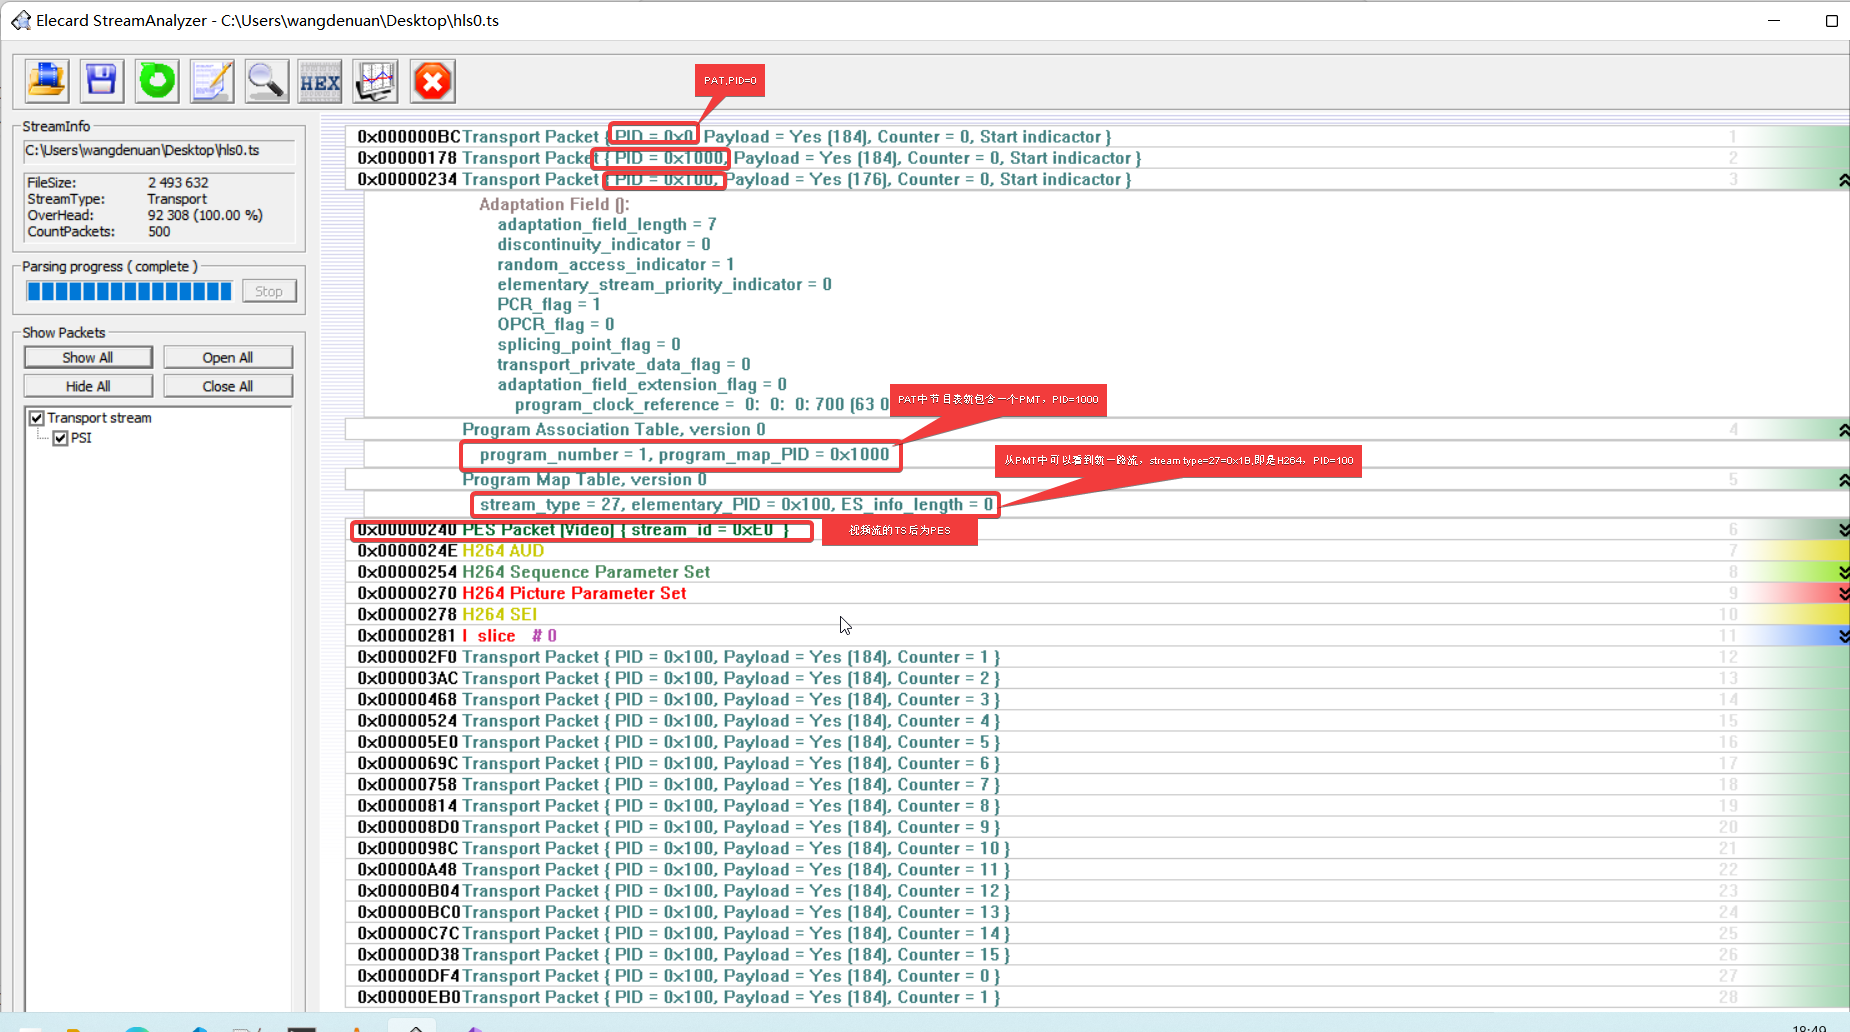 Elecard StreamAnalyzer - C:\Users\wangdenuan\Desktop\hls0.ts
HEX
PAT,PID=0
StreamInfo
C:\Users\wangdenuan\Desktop\hls0.ts
FileSize: 2 493 632
StreamType: Transport
OverHead: 92 308 (100.00 %)
CountPackets: 500
Parsing progress ( complete )
Stop
Show Packets
Show All Open All
Hide All Close All
Transport stream
PSI
0x000000BC Transport Packet { PID = 0x0, Payload = Yes (184), Counter = 0, Start indicactor } 1
0x00000178 Transport Packet { PID = 0x1000, Payload = Yes (184), Counter = 0, Start indicactor } 2
0x00000234 Transport Packet { PID = 0x100, Payload = Yes (176), Counter = 0, Start indicactor } 3
Adaptation Field ():
adaptation_field_length = 7
discontinuity_indicator = 0
random_access_indicator = 1
elementary_stream_priority_indicator = 0
PCR_flag = 1
OPCR_flag = 0
splicing_point_flag = 0
transport_private_data_flag = 0
adaptation_field_extension_flag = 0
program_clock_reference = 0: 0: 0: 700 (63 0
PAT中节目表就包含一个PMT，PID=1000
Program Association Table, version 0 4
program_number = 1, program_map_PID = 0x1000
从PMT中可以看到就一路流，stream type=27=0x1B,即是H264，PID=100
Program Map Table, version 0 5
stream_type = 27, elementary_PID = 0x100, ES_info_length = 0
0x00000240 PES Packet [Video] { stream_id = 0xE0 } 6
视频流的TS后为PES
0x0000024E H264 AUD 7
0x00000254 H264 Sequence Parameter Set 8
0x00000270 H264 Picture Parameter Set 9
0x00000278 H264 SEI 10
0x00000281 I slice # 0 11
0x000002F0 Transport Packet { PID = 0x100, Payload = Yes (184), Counter = 1 } 12
0x000003AC Transport Packet { PID = 0x100, Payload = Yes (184), Counter = 2 } 13
0x00000468 Transport Packet { PID = 0x100, Payload = Yes (184), Counter = 3 } 14
0x00000524 Transport Packet { PID = 0x100, Payload = Yes (184), Counter = 4 } 15
0x000005E0 Transport Packet { PID = 0x100, Payload = Yes (184), Counter = 5 } 16
0x0000069C Transport Packet { PID = 0x100, Payload = Yes (184), Counter = 6 } 17
0x00000758 Transport Packet { PID = 0x100, Payload = Yes (184), Counter = 7 } 18
0x00000814 Transport Packet { PID = 0x100, Payload = Yes (184), Counter = 8 } 19
0x000008D0 Transport Packet { PID = 0x100, Payload = Yes (184), Counter = 9 } 20
0x0000098C Transport Packet { PID = 0x100, Payload = Yes (184), Counter = 10 } 21
0x00000A48 Transport Packet { PID = 0x100, Payload = Yes (184), Counter = 11 } 22
0x00000B04 Transport Packet { PID = 0x100, Payload = Yes (184), Counter = 12 } 23
0x00000BC0 Transport Packet { PID = 0x100, Payload = Yes (184), Counter = 13 } 24
0x00000C7C Transport Packet { PID = 0x100, Payload = Yes (184), Counter = 14 } 25
0x00000D38 Transport Packet { PID = 0x100, Payload = Yes (184), Counter = 15 } 26
0x00000DF4 Transport Packet { PID = 0x100, Payload = Yes (184), Counter = 0 } 27
0x00000EB0 Transport Packet { PID = 0x100, Payload = Yes (184), Counter = 1 } 28
18:49